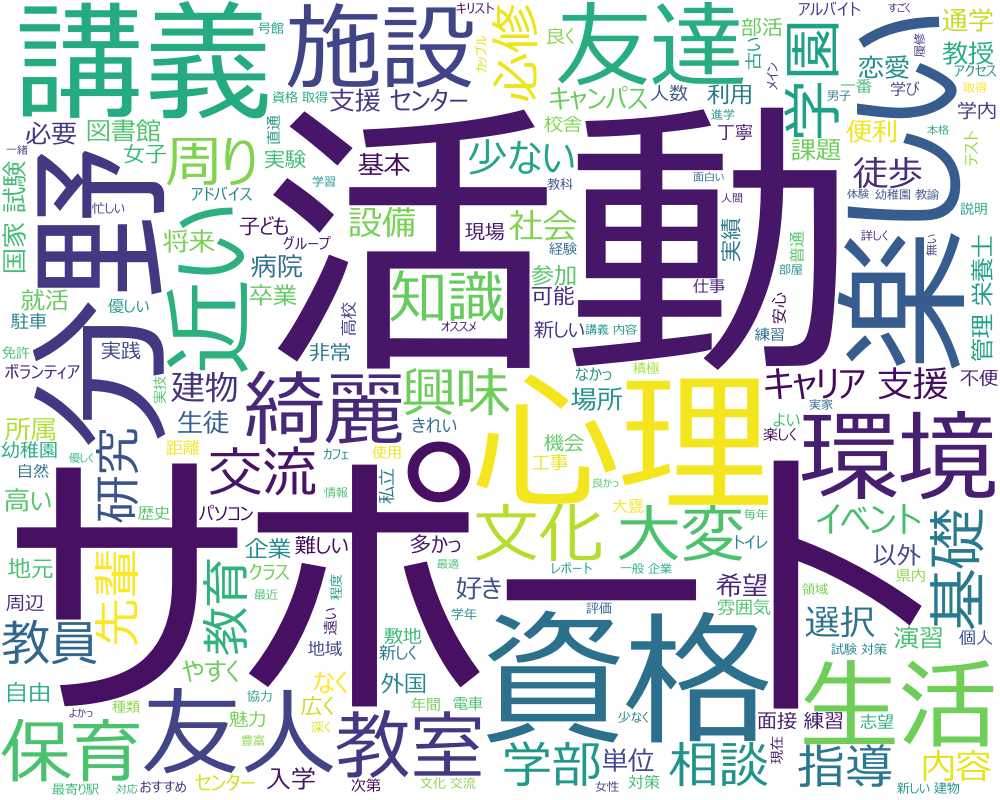 号館
キリスト
カップル
講義
施設
必修
良く
友達
部活
占い
アルバイト
メイン
学園
すごく
履修
楽しい
通学
教授
恋愛
アクセス
一番
男子
学び
取得
学内
資格 取得
支援 センター
キャンパス
人数
利用
必要
図書館
直通
校舎
進学
丁寧
便利
本格
テスト
一緒
女子
周り
実験
基本
少ない
課題
徒歩
国家 試験
分野
忙しい
アドバイス
学習
活動
教科
面白い
人間
体験
幼稚園 教諭
説明
近い
子ども
設備
現場
社会
経験
実績
普通
詳しく
無い
将来
グループ
病院
知識
参加
部屋
管理 栄養士
就活
優しい
卒業
高校
可能
仕事
安心
駐車
オススメ
新しい
講義 内容
練習
免許
実践
非常
ボランティア
実技
建物
綺麗
興味
なかっ
積極
キャリア 支援
不便
所属
生徒
きれい
場所
心理
実家
よい
楽しく
幼稚園
距離
優しく
カフェ
使用
機会
工事
環境
自然
研究
交流
高い
情報
私立
良かっ
大甕
毎年
歴史
パソコン
サポート
文化
大変
トイレ
イベント
基礎
地元
先輩
企業
難しい
多かっ
以外
クラス
最適
レポート
一般 企業
県内
周辺
教育
最近
程度
好き
希望
領域
教員
遠い
学年
評価
雰囲気
選択
演習
個人
地域
敷地
新しく
資格
試験 対策
やすく
協力
自由
なく
外国
生活
よかっ
種類
友人
魅力
広く
年間
電車
少なく
面接 練習
志望
保育
豊富
深く
教室
学部
単位
相談
現在
指導
内容
最寄り駅
対応
おすすめ
センター
入学
次第
文化 交流
女性
対策
新しい 建物